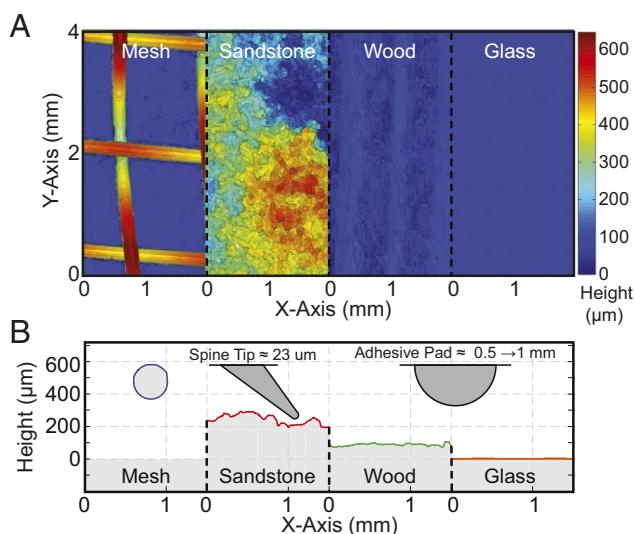 A
Mesh Sandstone Wood Glass
Y-Axis (mm)
4
2
0
0 1 0 1 0 1 0 1
X-Axis (mm)
600
500
400
300
200
100
0
Height
(µm)
B
Height (µm)
600
400
200
0
Spine Tip ≈ 23 um
Adhesive Pad ≈ 0.5 →1 mm
Mesh Sandstone Wood Glass
0 1 0 1 0 1 0 1
X-Axis (mm)